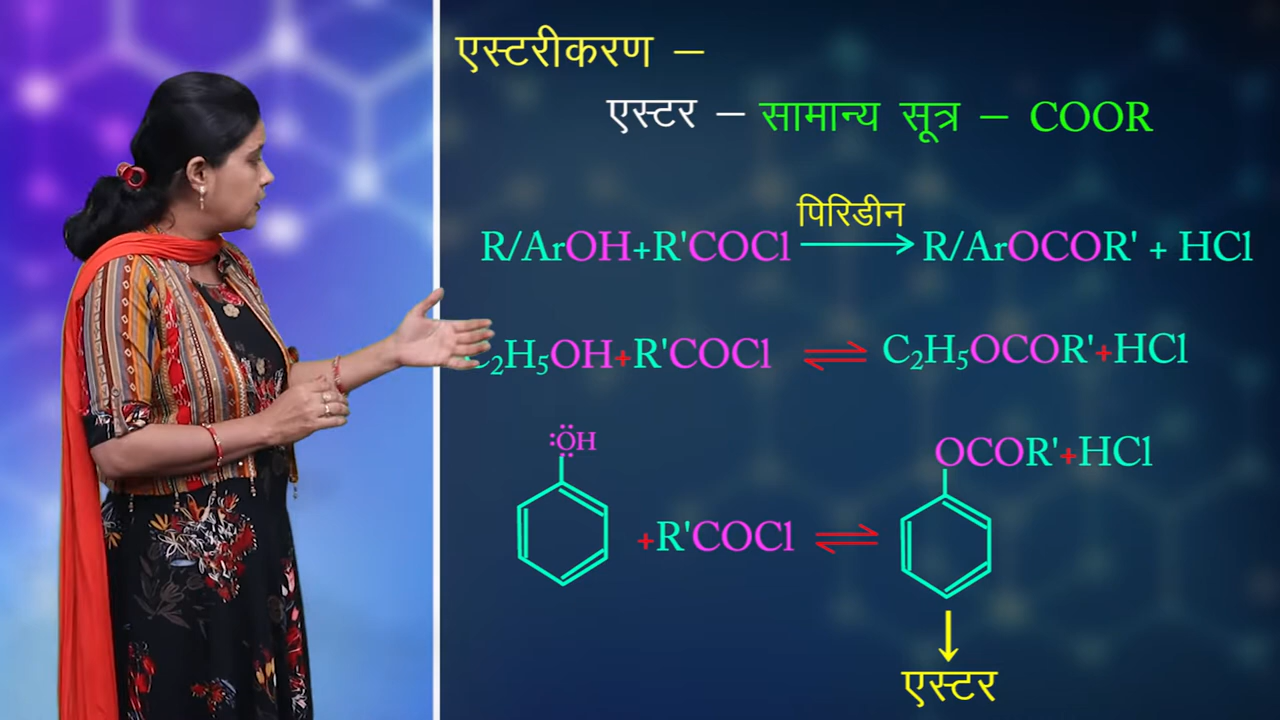 एस्टरीकरण –
एस्टर – सामान्य सूत्र – COOR
पिरिडीन
R/ArOH+R'COCl ⟶ R/ArOCOR' + HCl
C₂H₅OH+R'COCl ⇌ C₂H₅OCOR'+HCl
:ÖH
OCOR'+HCl
+R'COCl ⇌
↓
एस्टर